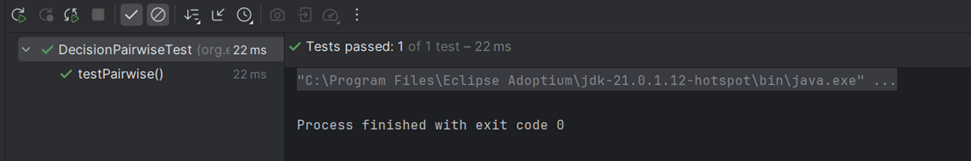 DecisionPairwiseTest (org.e 22 ms
Tests passed: 1 of 1 test – 22 ms
testPairwise() 22 ms
"C:\Program Files\Eclipse Adoptium\jdk-21.0.1.12-hotspot\bin\java.exe" ...
Process finished with exit code 0